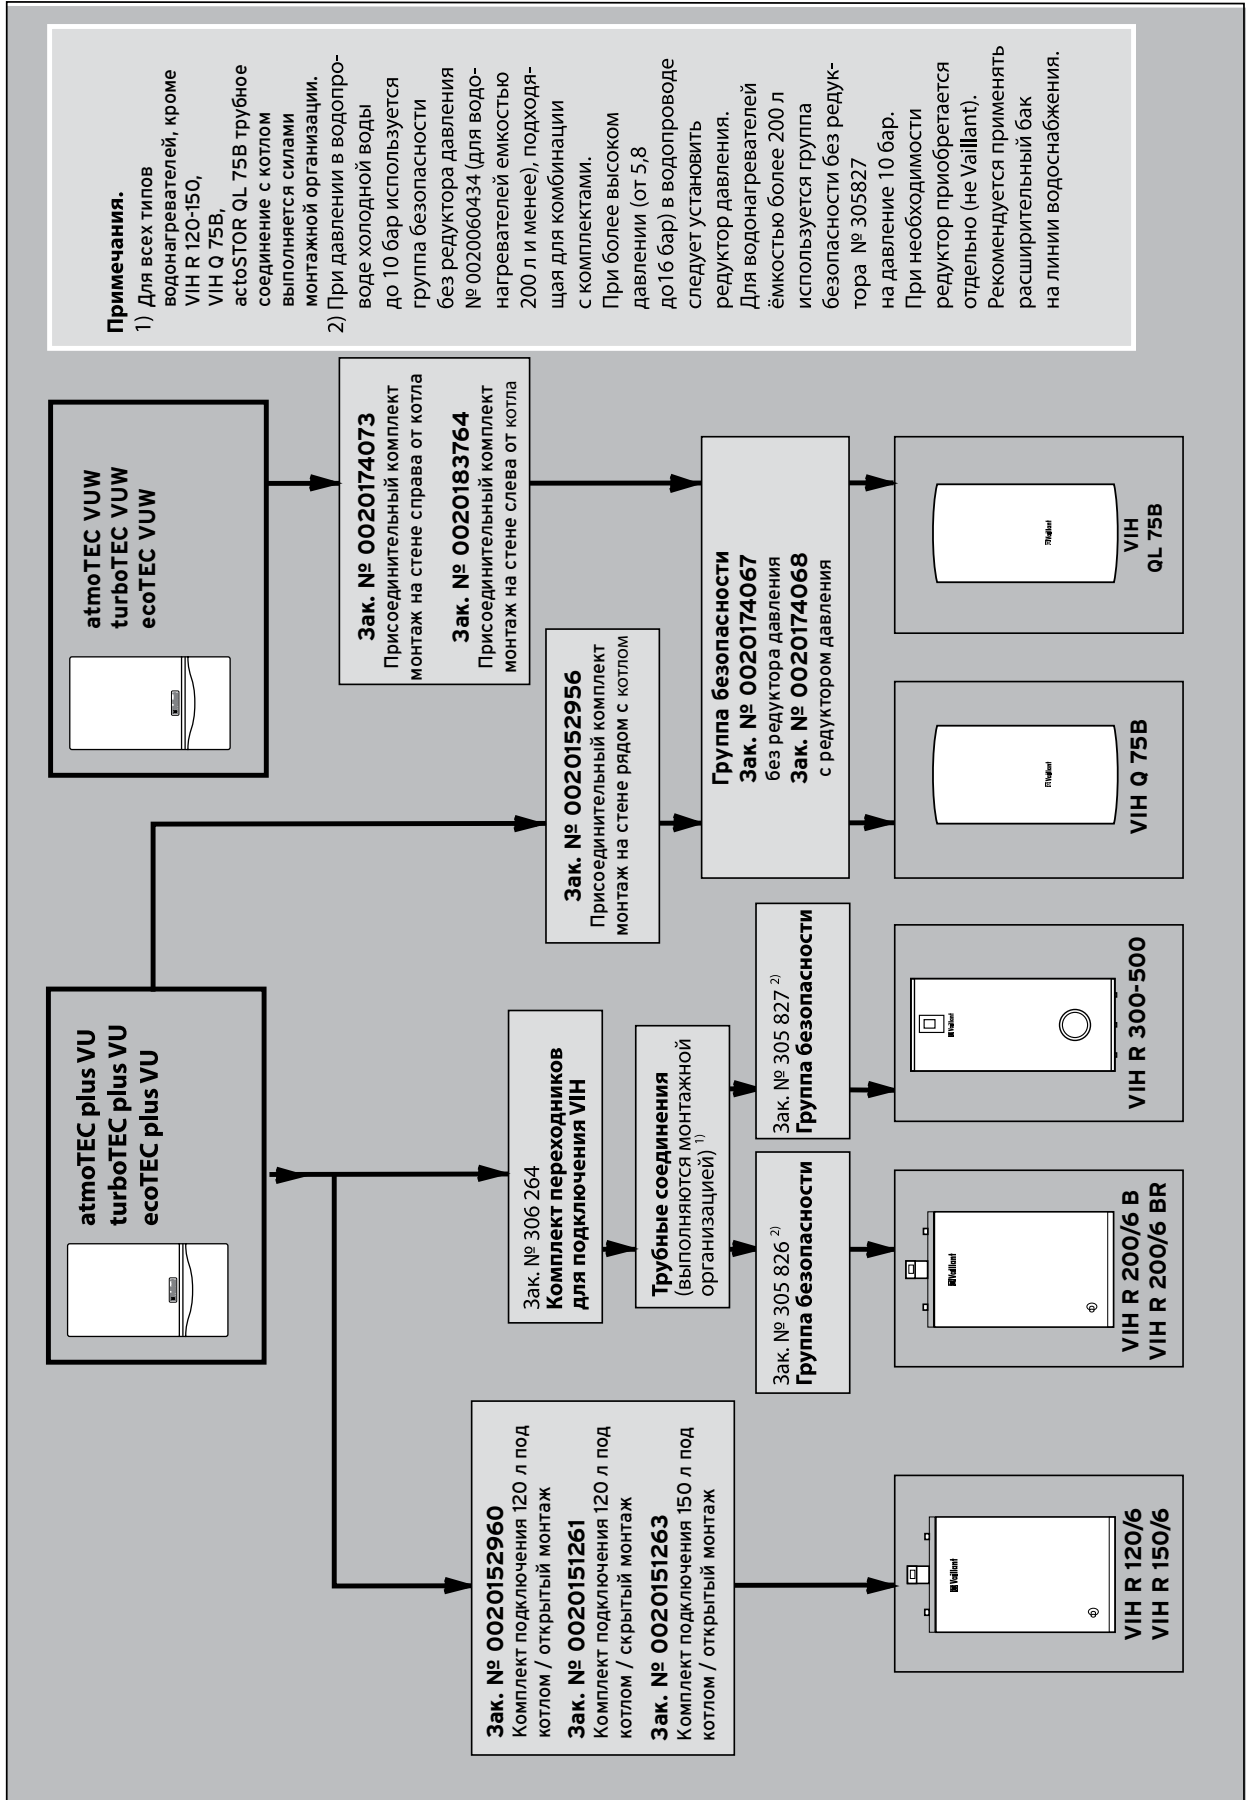 atmoTEC plus VU
turboTEC plus VU
ecoTEC plus VU
atmoTEC VUW
turboTEC VUW
ecoTEC VUW
Зак. № 0020152960
Комплект подключения 120 л под
котлом / открытый монтаж
Зак. № 0020151261
Комплект подключения 120 л под
котлом / скрытый монтаж
Зак. № 0020151263
Комплект подключения 150 л под
котлом / открытый монтаж
Зак. № 306 264
Комплект переходников
для подключения VIH
Трубные соединения
(выполняются монтажной
организацией) 1)
Зак. № 305 826 2)
Группа безопасности
Зак. № 305 827 2)
Группа безопасности
Зак. № 0020152956
Присоединительный комплект
монтаж на стене рядом с котлом
Зак. № 0020174073
Присоединительный комплект
монтаж на стене справа от котла
Зак. № 0020183764
Присоединительный комплект
монтаж на стене слева от котла
Группа безопасности
Зак. № 0020174067
без редуктора давления
Зак. № 0020174068
с редуктором давления
Vaillant
VIH R 120/6
VIH R 150/6
Vaillant
VIH R 200/6 B
VIH R 200/6 BR
Vaillant
VIH R 300-500
Vaillant
VIH Q 75B
Vaillant
VIH
QL 75B
Примечания.
1) Для всех типов
водонагревателей, кроме
VIH R 120-150,
VIH Q 75B,
actoSTOR QL 75B трубное
соединение с котлом
выполняется силами
монтажной организации.
2) При давлении в водопро-
воде холодной воды
до 10 бар используется
группа безопасности
без редуктора давления
№ 0020060434 (для водо-
нагревателей емкостью
200 л и менее), подходя-
щая для комбинации
с комплектами.
При более высоком
давлении (от 5,8
до16 бар) в водопроводе
следует установить
редуктор давления.
Для водонагревателей
ёмкостью более 200 л
используется группа
безопасности без редук-
тора № 305827
на давление 10 бар.
При необходимости
редуктор приобретается
отдельно (не Vaillant).
Рекомендуется применять
расширительный бак
на линии водоснабжения.